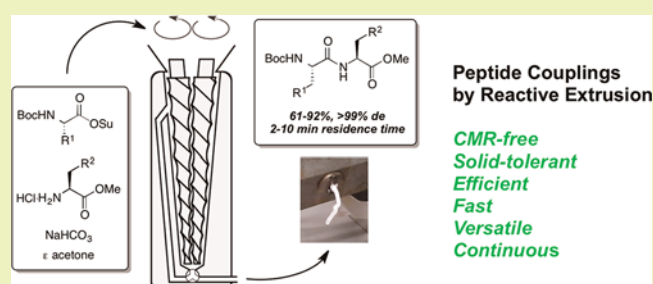 BocHN
O
OSu
R¹
R²
HCl·H₂N
OMe
O
NaHCO₃
ε acetone
R²
O
BocHN
N
H
OMe
R¹
O
61-92%, >99% de
2-10 min residence time
Peptide Couplings
by Reactive Extrusion
CMR-free
Solid-tolerant
Efficient
Fast
Versatile
Continuous